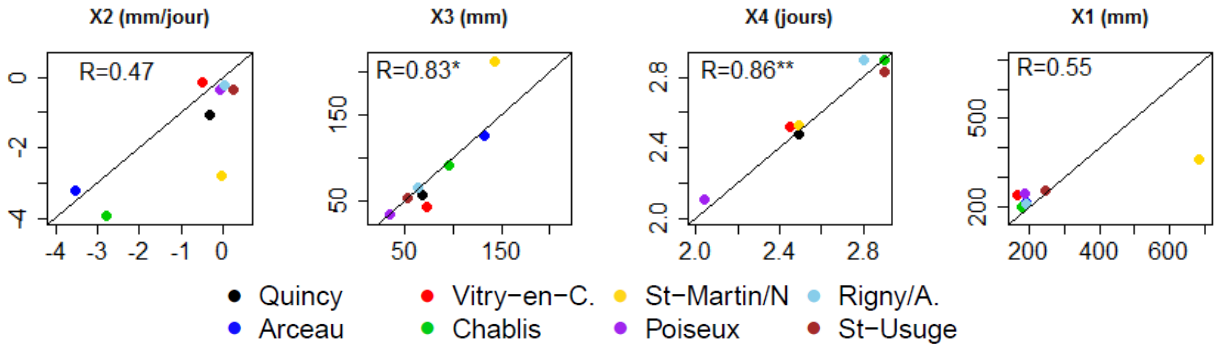 X2 (mm/jour) X3 (mm) X4 (jours) X1 (mm)
R=0.47 R=0.83* R=0.86** R=0.55
0 -2 -4
150 50
2.8 2.4 2.0
500 200
-4 -3 -1 0
50 150
2.0 2.4 2.8
200 400 600
Quincy Vitry-en-C. St-Martin/N Rigny/A.
Arceau Chablis Poiseux St-Usuge